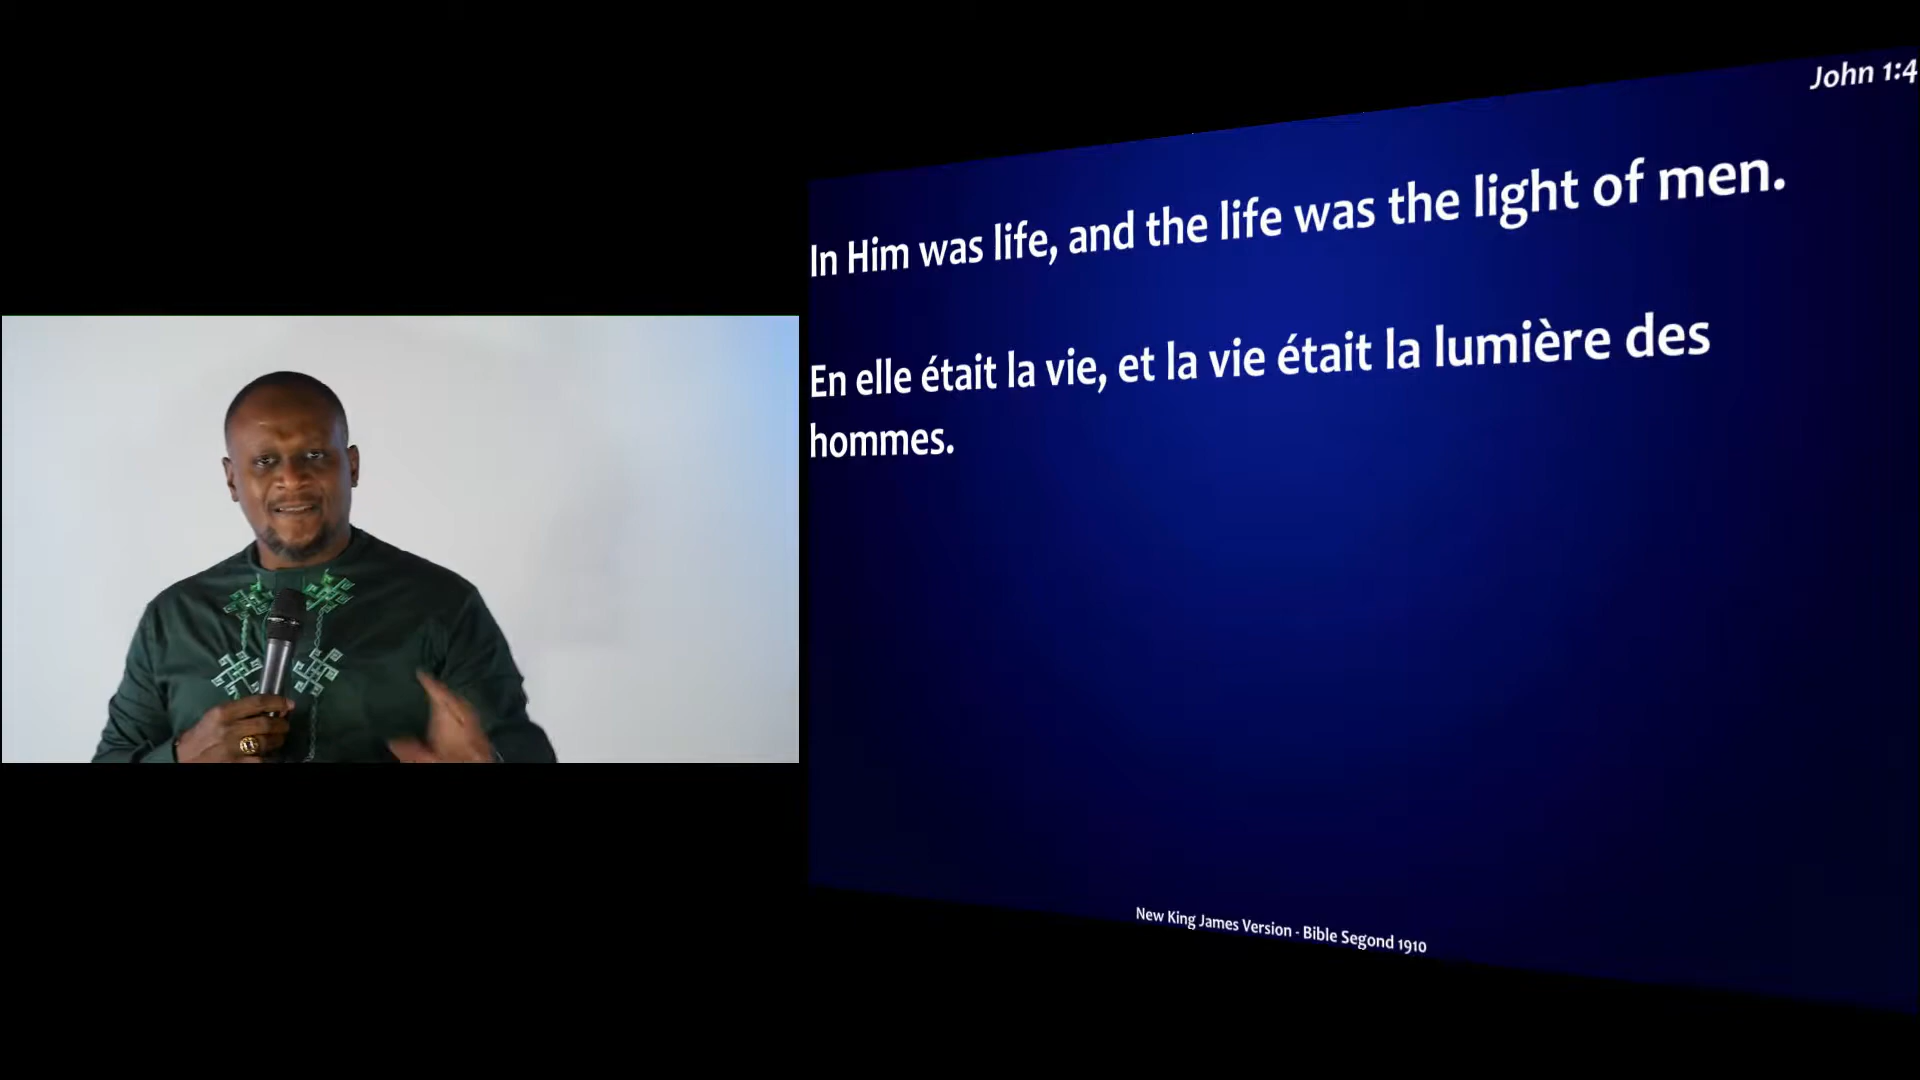 John 1:4
In Him was life, and the life was the light of men.
En elle était la vie, et la vie était la lumière des
hommes.
New King James Version - Bible Segond 1910